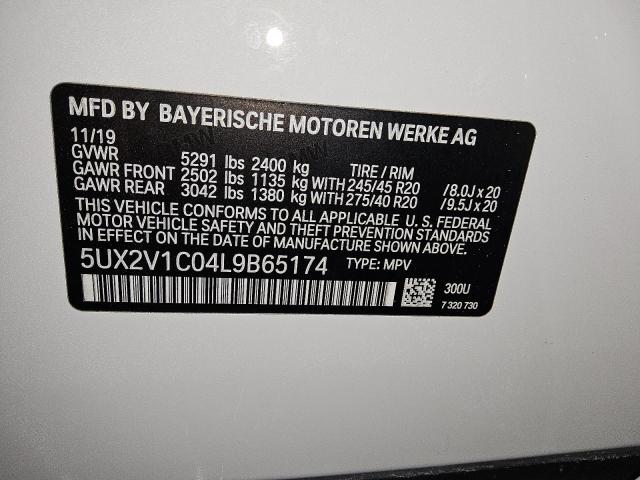 MFD BY BAYERISCHE MOTOREN WERKE AG
11/19
GVWR 5291 lbs 2400 kg TIRE / RIM
GAWR FRONT 2502 lbs 1135 kg WITH 245/45 R20 /8.0J x 20
GAWR REAR 3042 lbs 1380 kg WITH 275/40 R20 /9.5J x 20
THIS VEHICLE CONFORMS TO ALL APPLICABLE U. S. FEDERAL
MOTOR VEHICLE SAFETY AND THEFT PREVENTION STANDARDS
IN EFFECT ON THE DATE OF MANUFACTURE SHOWN ABOVE.
5UX2V1C04L9B65174 TYPE: MPV
300U
7 320 730